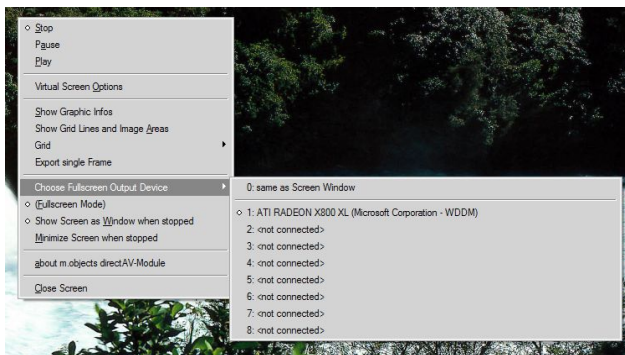 Stop
Pause
Play
Virtual Screen Options
Show Graphic Infos
Show Grid Lines and Image Areas
Grid
Export single Frame
Choose Fullscreen Output Device
(Fullscreen Mode)
Show Screen as Window when stopped
Minimize Screen when stopped
about m.objects directAV-Module
Close Screen
0: same as Screen Window
1: ATI RADEON X800 XL (Microsoft Corporation - WDDM)
2: <not connected>
3: <not connected>
4: <not connected>
5: <not connected>
6: <not connected>
7: <not connected>
8: <not connected>